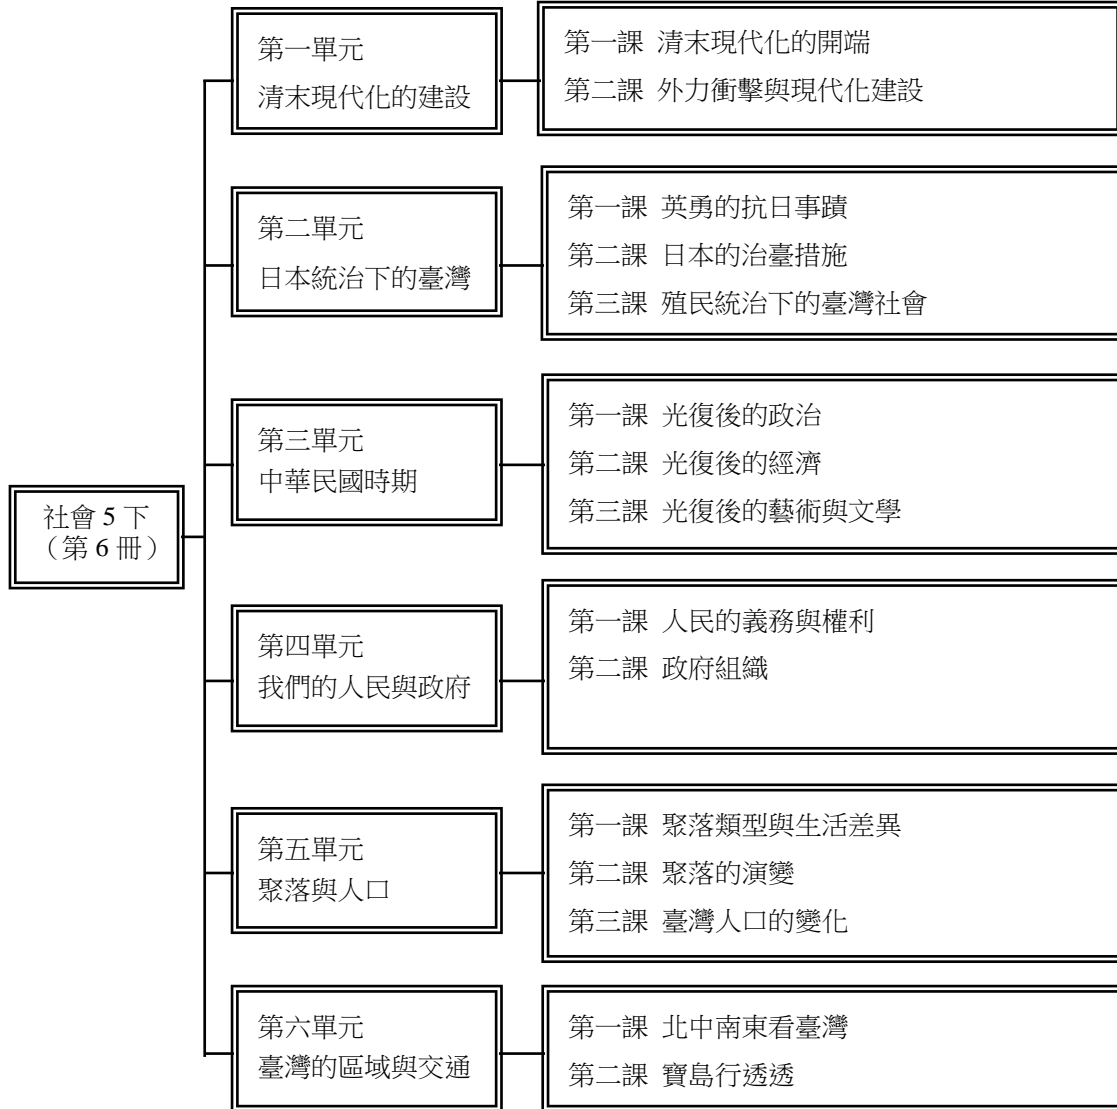 第一單元
清末現代化的建設
第一課 清末現代化的開端
第二課 外力衝擊與現代化建設
第二單元
日本統治下的臺灣
第一課 英勇的抗日事蹟
第二課 日本的治臺措施
第三課 殖民統治下的臺灣社會
第三單元
中華民國時期
第一課 光復後的政治
第二課 光復後的經濟
第三課 光復後的藝術與文學
社會 5 下
（第 6 冊）
第四單元
我們的人民與政府
第一課 人民的義務與權利
第二課 政府組織
第五單元
聚落與人口
第一課 聚落類型與生活差異
第二課 聚落的演變
第三課 臺灣人口的變化
第六單元
臺灣的區域與交通
第一課 北中南東看臺灣
第二課 寶島行透透